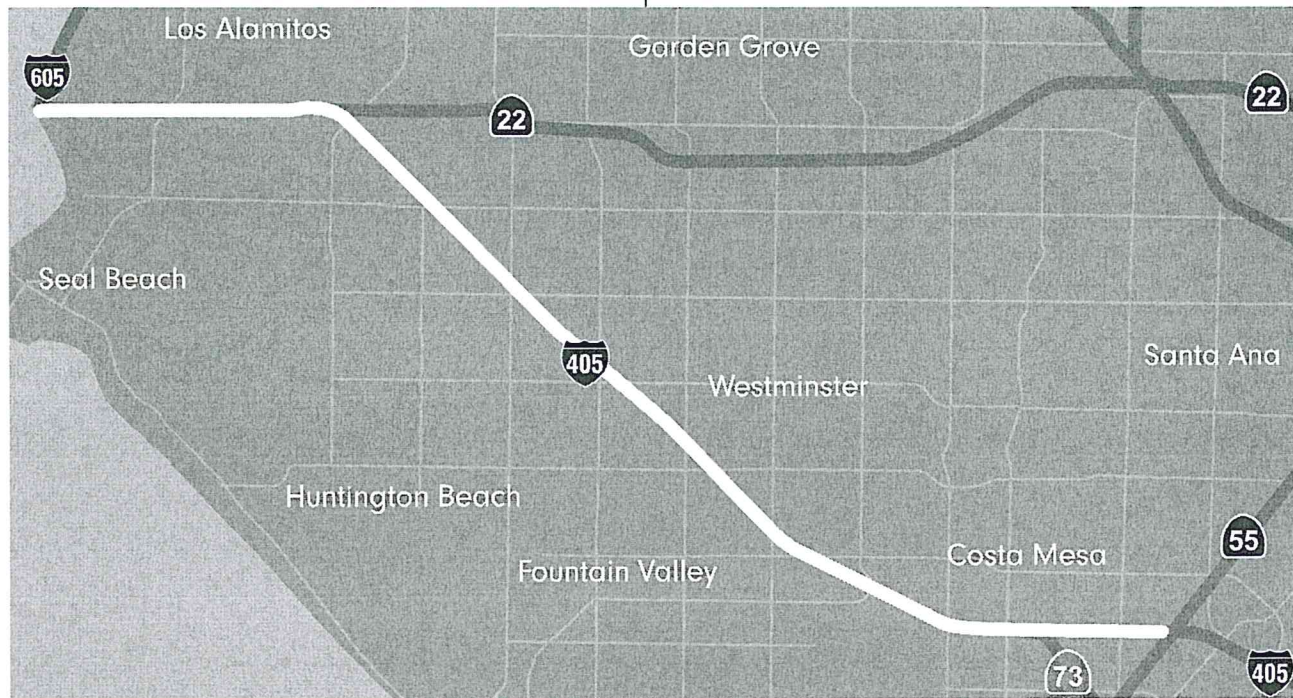 Los Alamitos
Garden Grove
605
22
22
Seal Beach
405
Santa Ana
Westminster
Huntington Beach
55
Costa Mesa
Fountain Valley
73
405